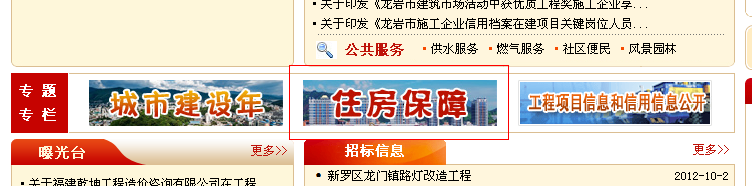 • 关于印发《龙岩市建筑市场活动中获优质工程奖施工企业享...
• 关于印发《龙岩市施工企业信用档案在建项目关键岗位人员...
公共服务 • 供水服务 • 燃气服务 • 社区便民 • 风景园林
专 题
专 栏
城市建设年
住房保障
工程项目信息和信用信息公开
曝光台 更多>>
招标信息 更多>>
• 关于福建乾坤工程造价咨询有限公司在工程
• 新罗区龙门镇路灯改造工程 2012-10-2